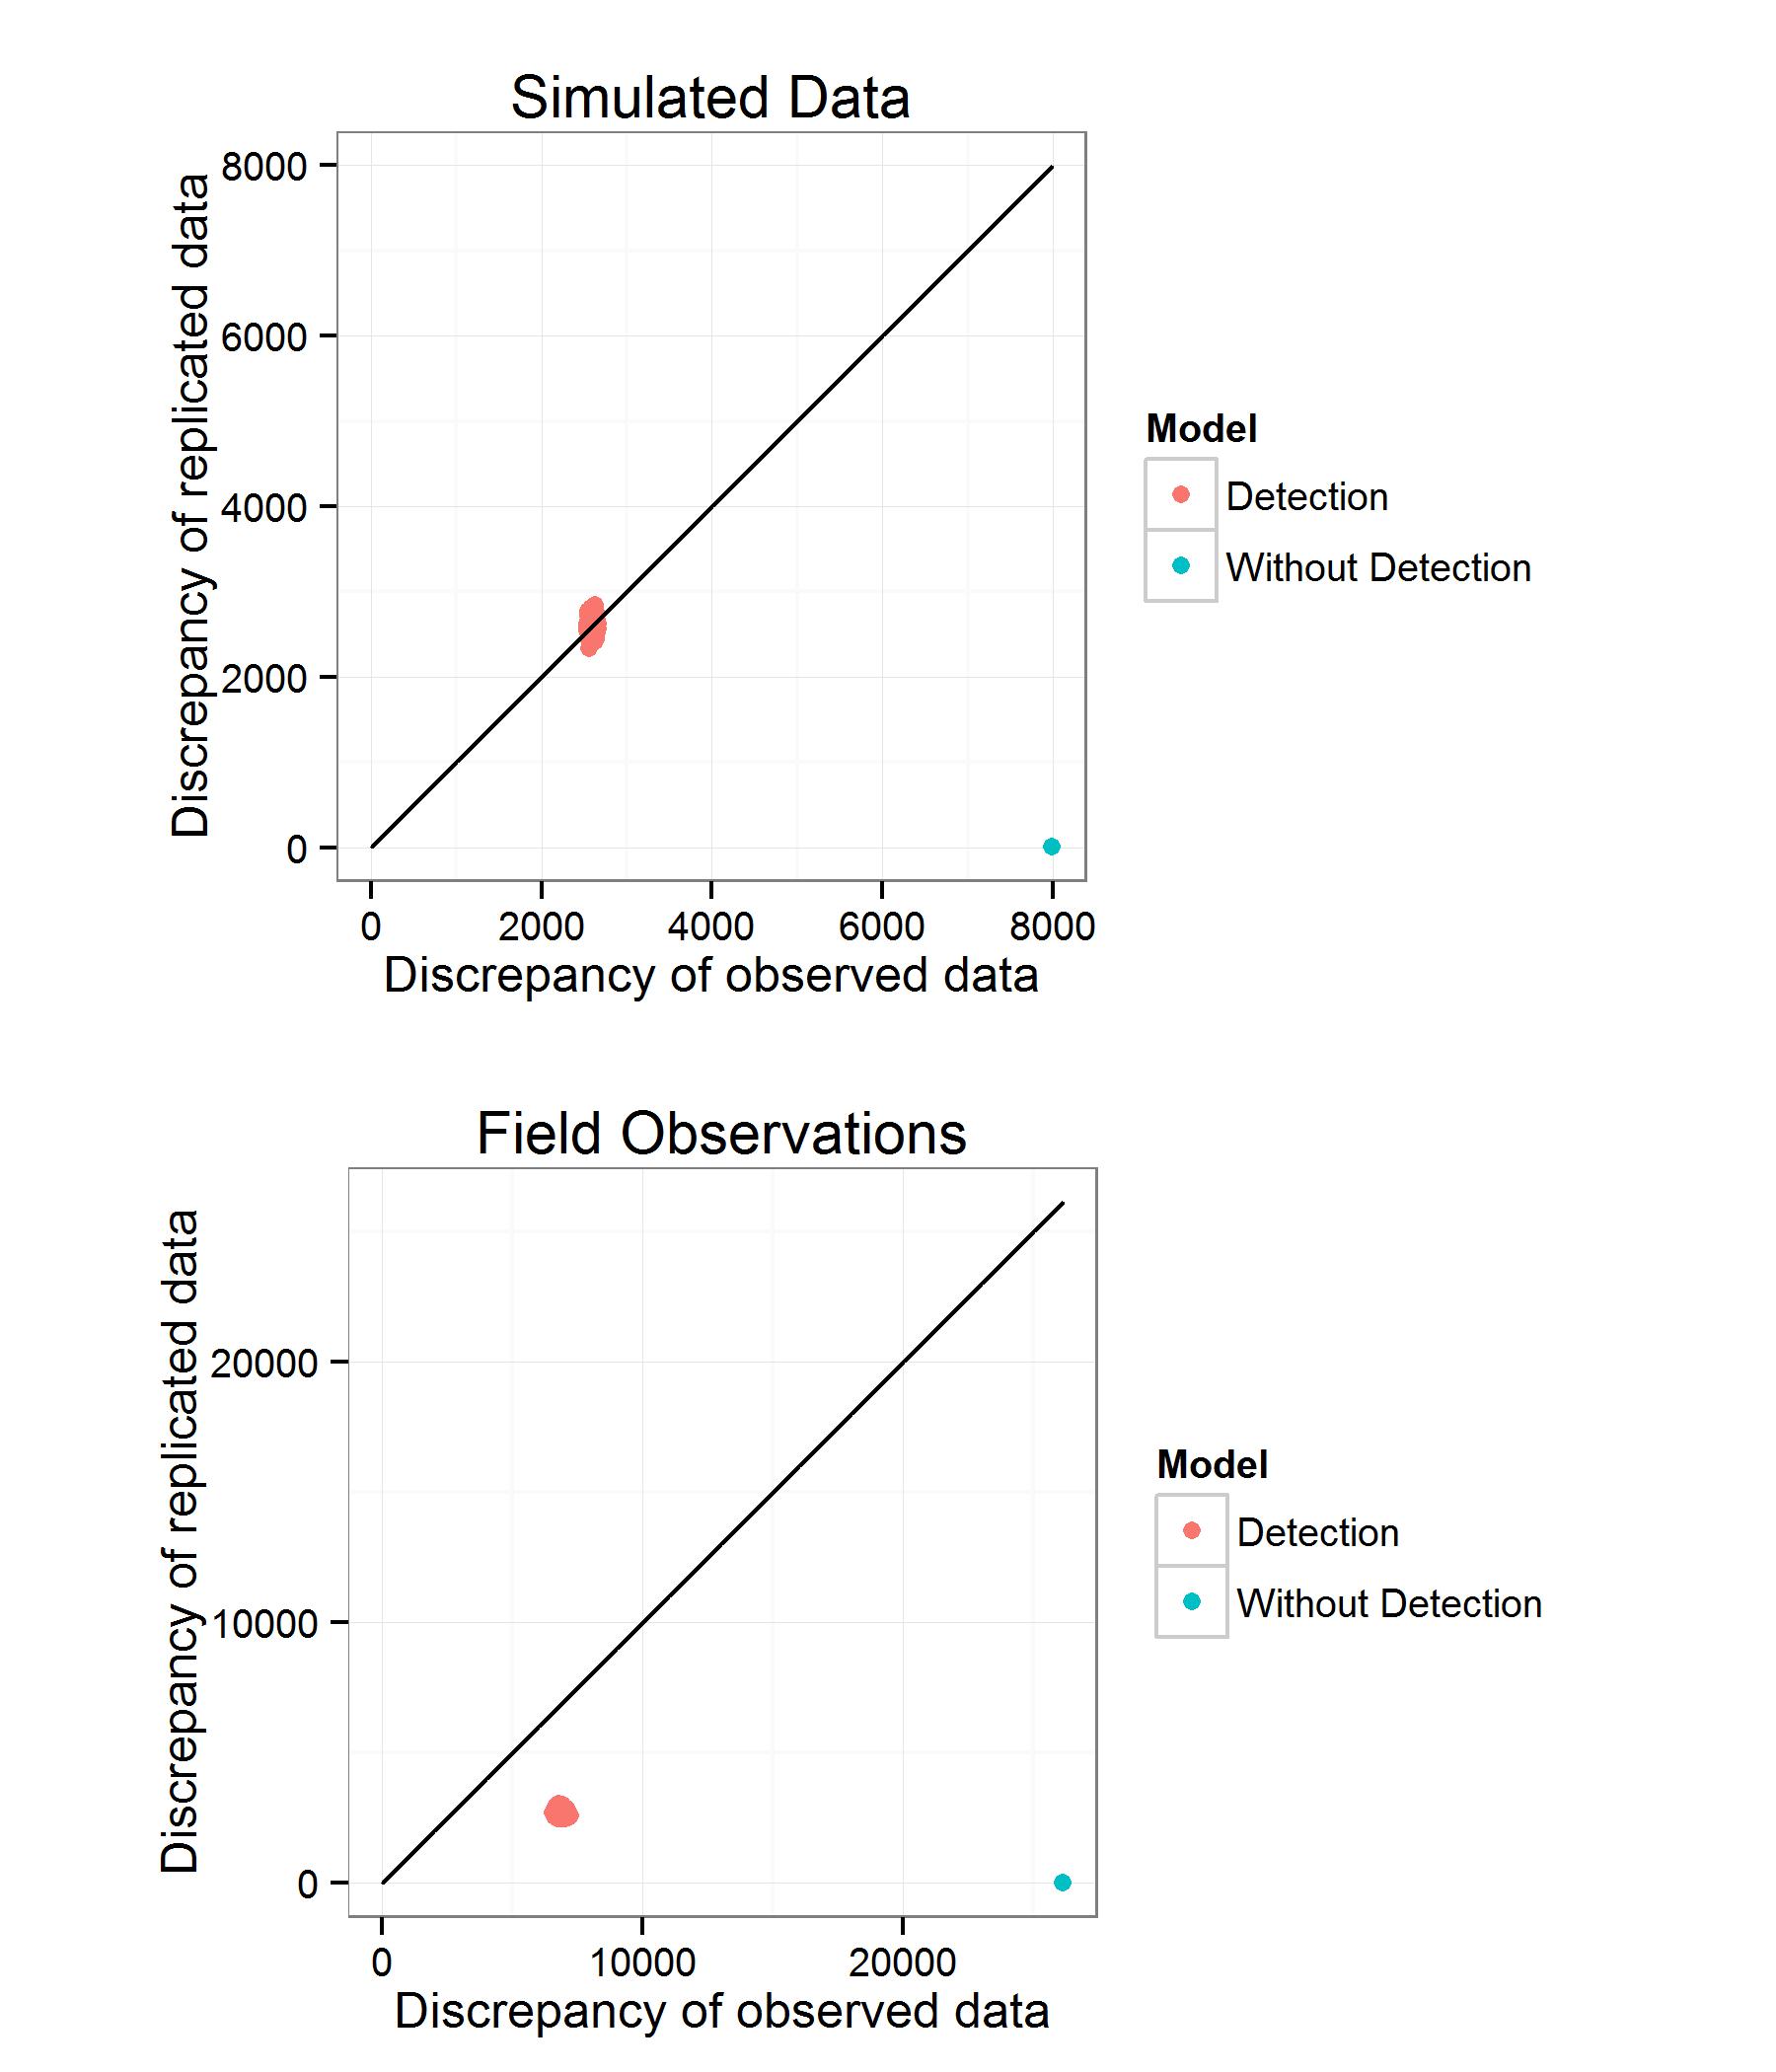 Simulated Data
Discrepancy of replicated data
8000
6000
4000
2000
0
0 2000 4000 6000 8000
Discrepancy of observed data
Model
Detection
Without Detection
Field Observations
Discrepancy of replicated data
20000
10000
0
0 10000 20000
Discrepancy of observed data
Model
Detection
Without Detection